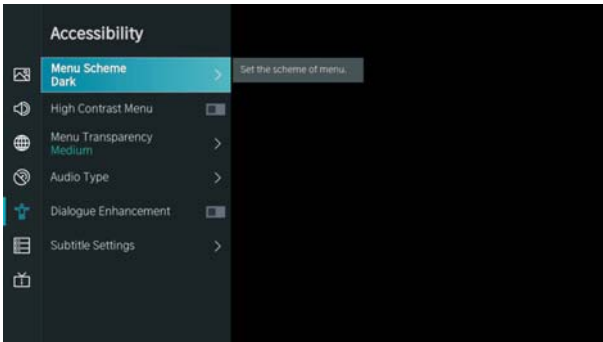 Accessibility
Menu Scheme
Dark
Set the scheme of menu.
High Contrast Menu
Menu Transparency
Medium
Audio Type
Dialogue Enhancement
Subtitle Settings